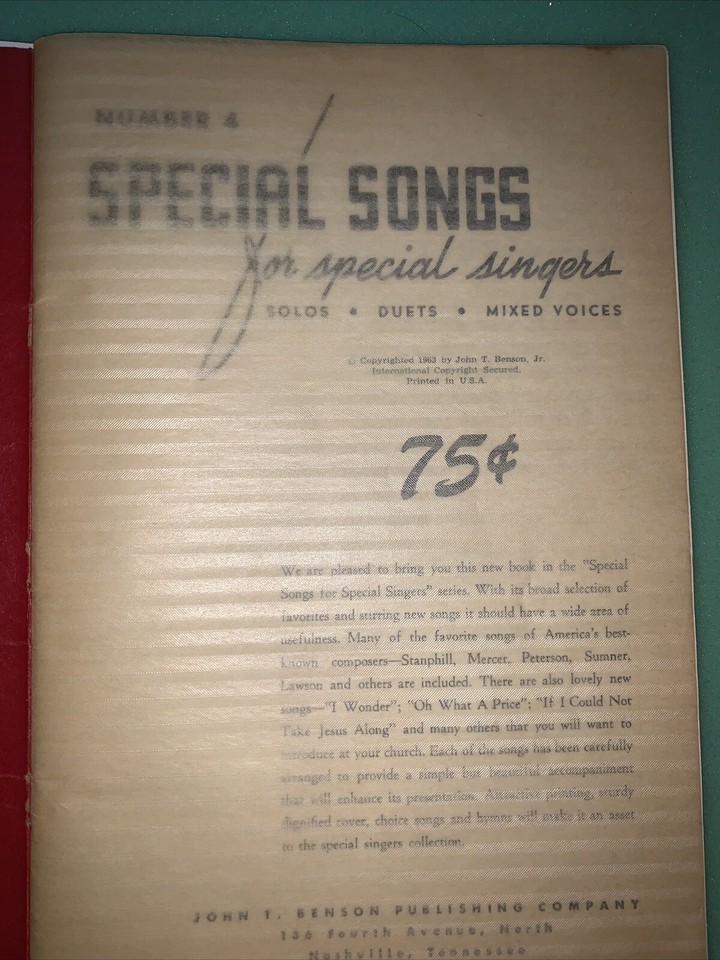 NUMBER 4
SPECIAL SONGS
for special singers
SOLOS • DUETS • MIXED VOICES
© Copyrighted 1963 by John T. Benson, Jr.
International Copyright Secured.
Printed in U.S.A.
75¢
We are pleased to bring you this new book in the "Special
Songs for Special Singers" series. With its broad selection of
favorites and stirring new songs it should have a wide area of
usefulness. Many of the favorite songs of America's best-
known composers—Stanphill, Mercer, Peterson, Sumner,
Lawson and others are included. There are also lovely new
songs—"I Wonder"; "Oh What A Price"; "If I Could Not
Take Jesus Along" and many others that you will want to
introduce at your church. Each of the songs has been carefully
arranged to provide a simple but beautiful accompaniment
that will enhance its presentation. Attractive printing, sturdy
dignified cover, choice songs and hymns will make it an asset
to the special singers collection.
JOHN T. BENSON PUBLISHING COMPANY
136 Fourth Avenue, North
Nashville, Tennessee